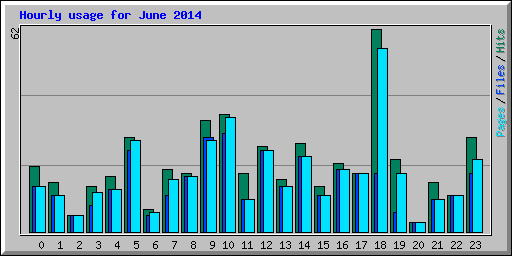 Hourly usage for June 2014
62
Pages / Files / Hits
0 1 2 3 4 5 6 7 8 9 10 11 12 13 14 15 16 17 18 19 20 21 22 23